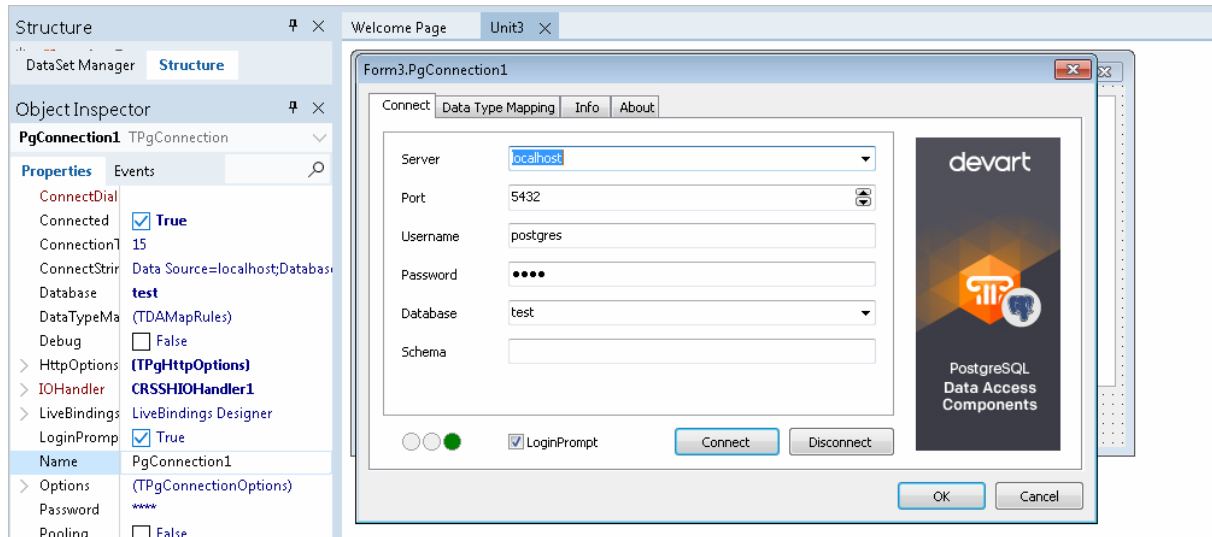 Structure
DataSet Manager
Structure
Object Inspector
PgConnection1 TPgConnection
Properties
Events
ConnectDial
Connected True
ConnectionT 15
ConnectStrin Data Source=localhost;Databas
Database test
DataTypeMa (TDAMapRules)
Debug False
HttpOptions (TPgHttpOptions)
IOHandler CRSSHIOHandler1
LiveBindings LiveBindings Designer
LoginPromp True
Name PgConnection1
Options (TPgConnectionOptions)
Password ****
Pooling False
Welcome Page
Unit3
Form3.PgConnection1
Connect
Data Type Mapping
Info
About
Server localhost
Port 5432
Username postgres
Password ••••
Database test
Schema
LoginPrompt
Connect
Disconnect
OK
Cancel
devart
PostgreSQL
Data Access
Components